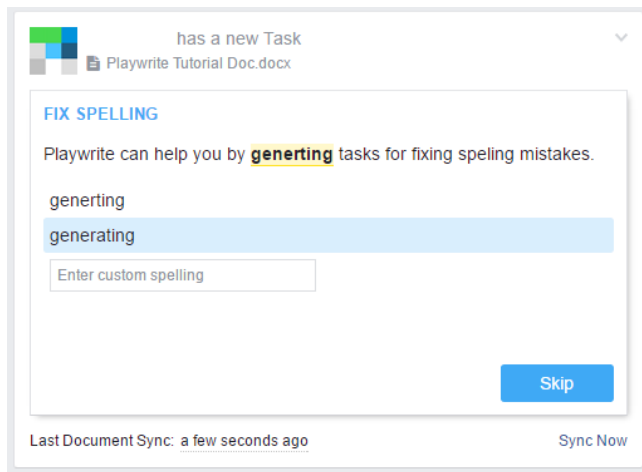 has a new Task
Playwrite Tutorial Doc.docx
FIX SPELLING
Playwrite can help you by generting tasks for fixing speling mistakes.
generting
generating
Enter custom spelling
Skip
Last Document Sync: a few seconds ago
Sync Now